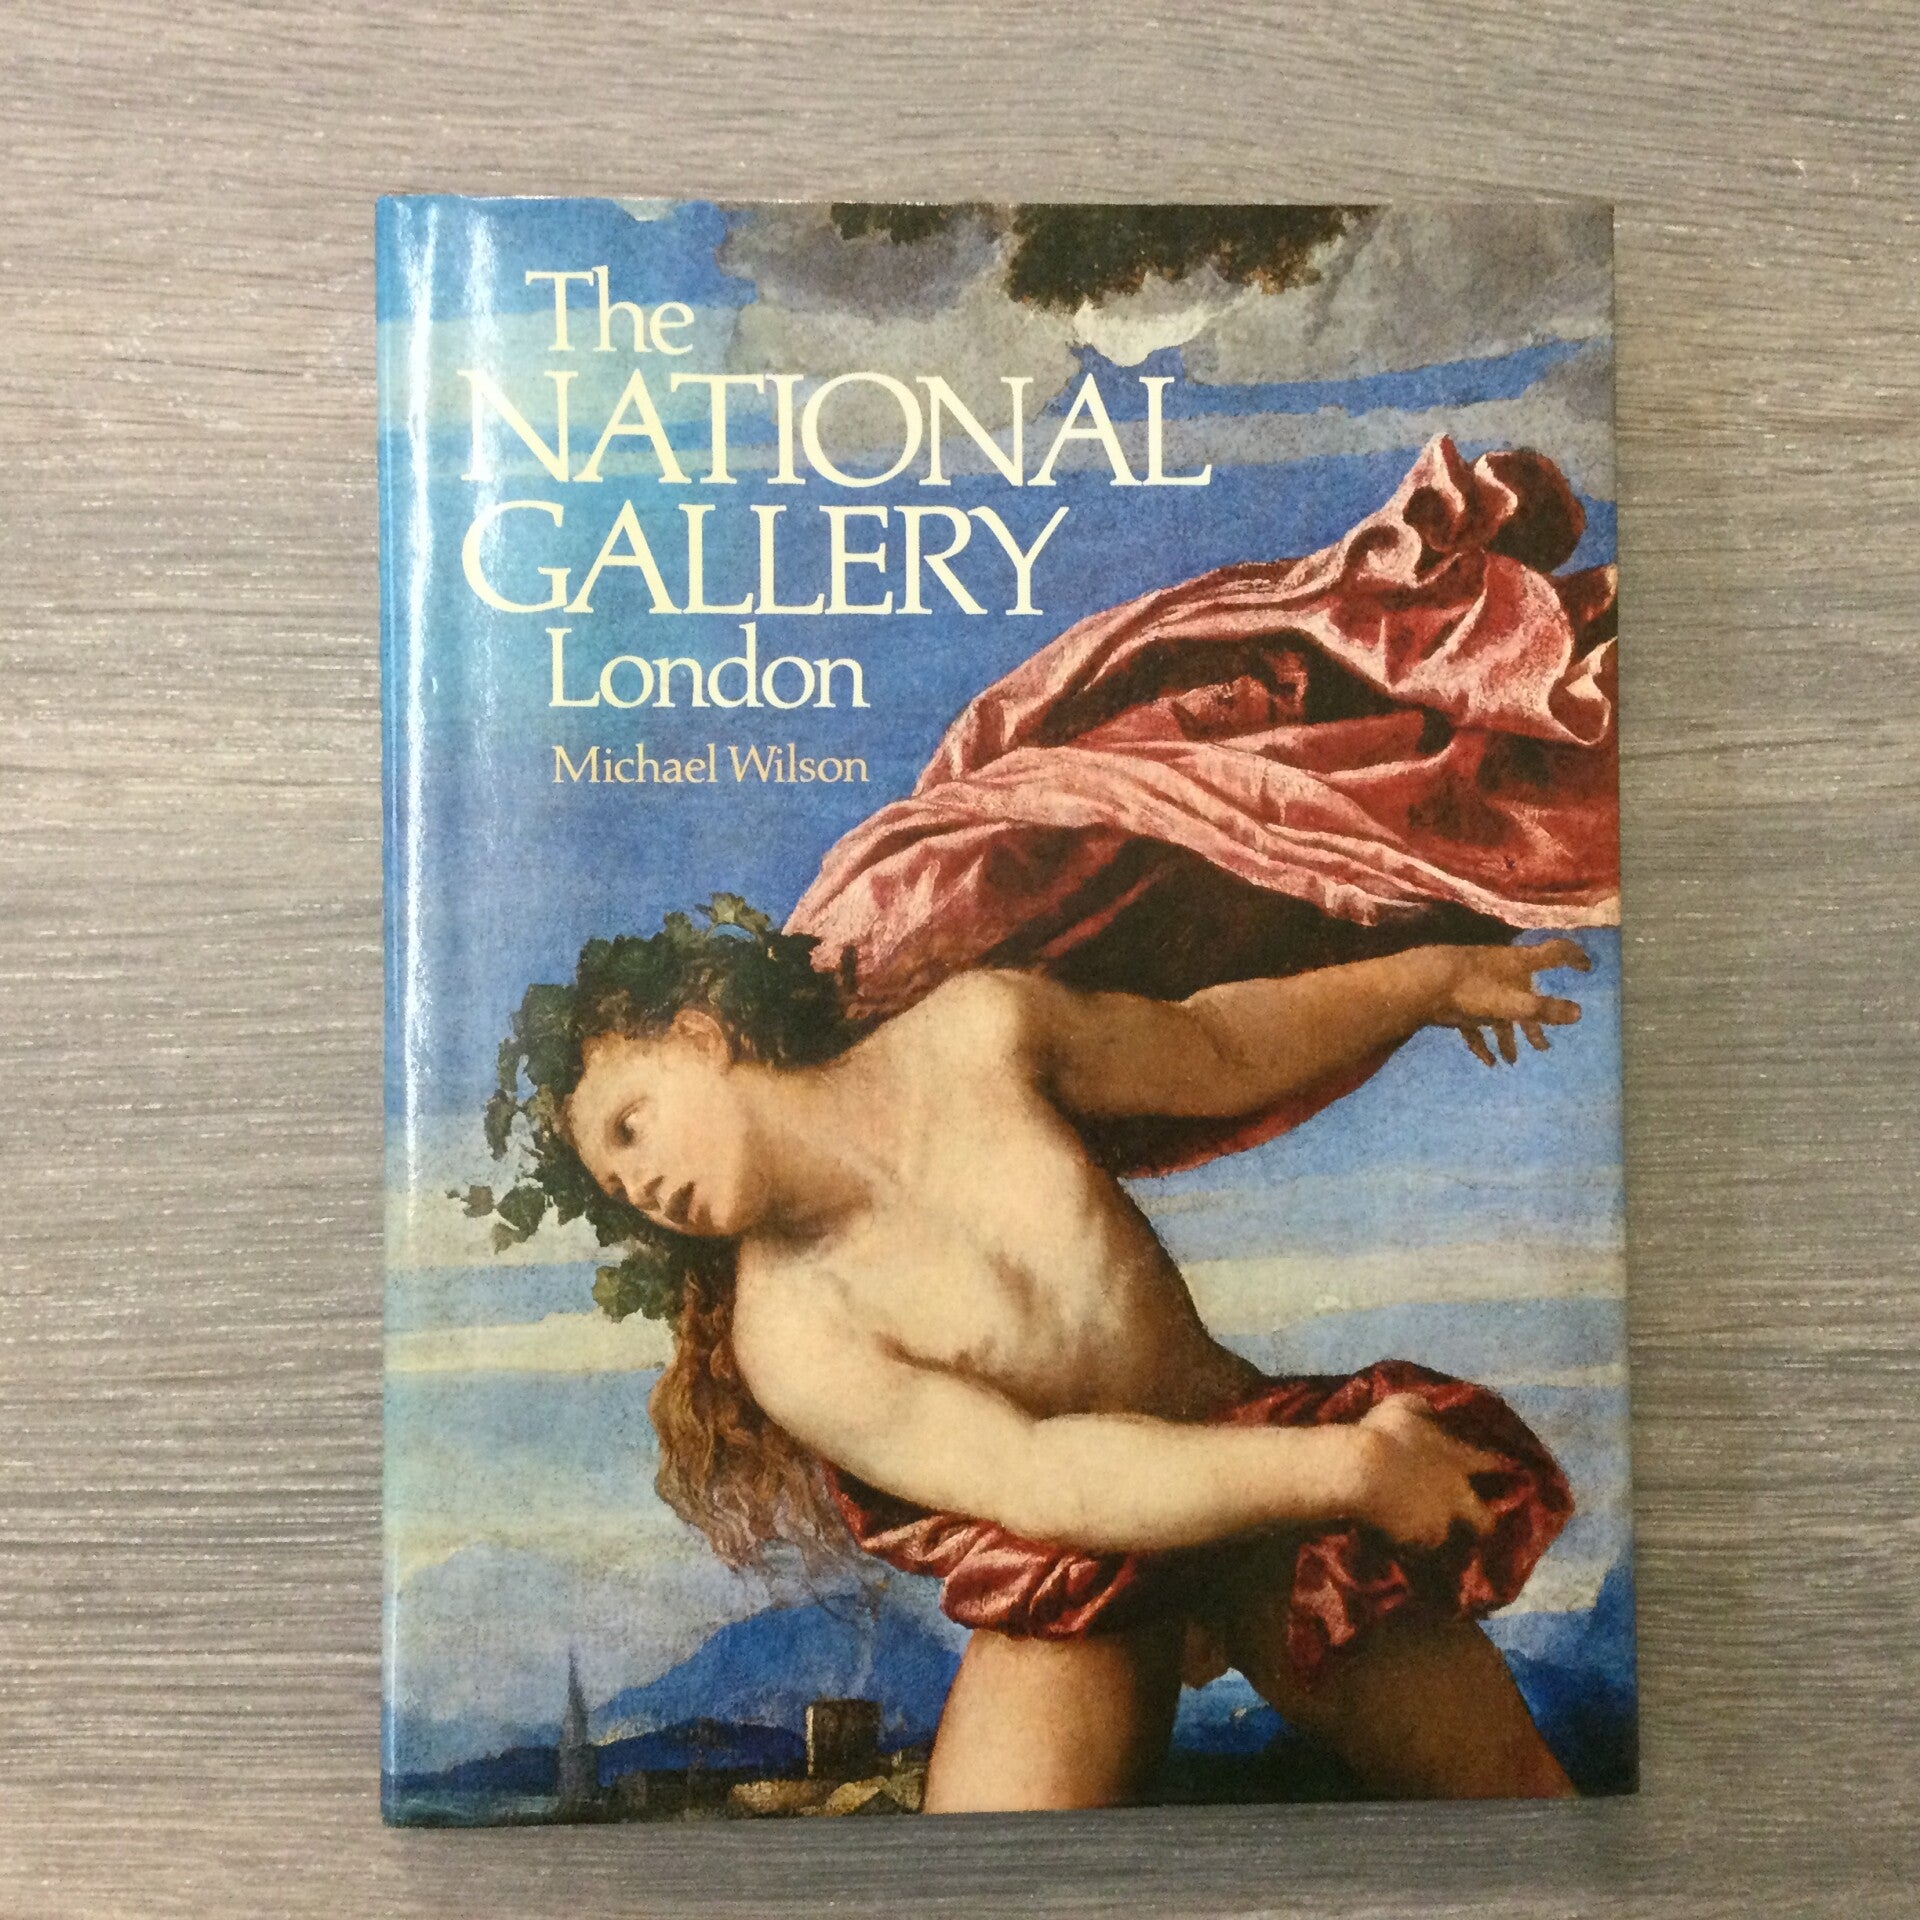 The
NATIONAL
GALLERY
London
Michael Wilson